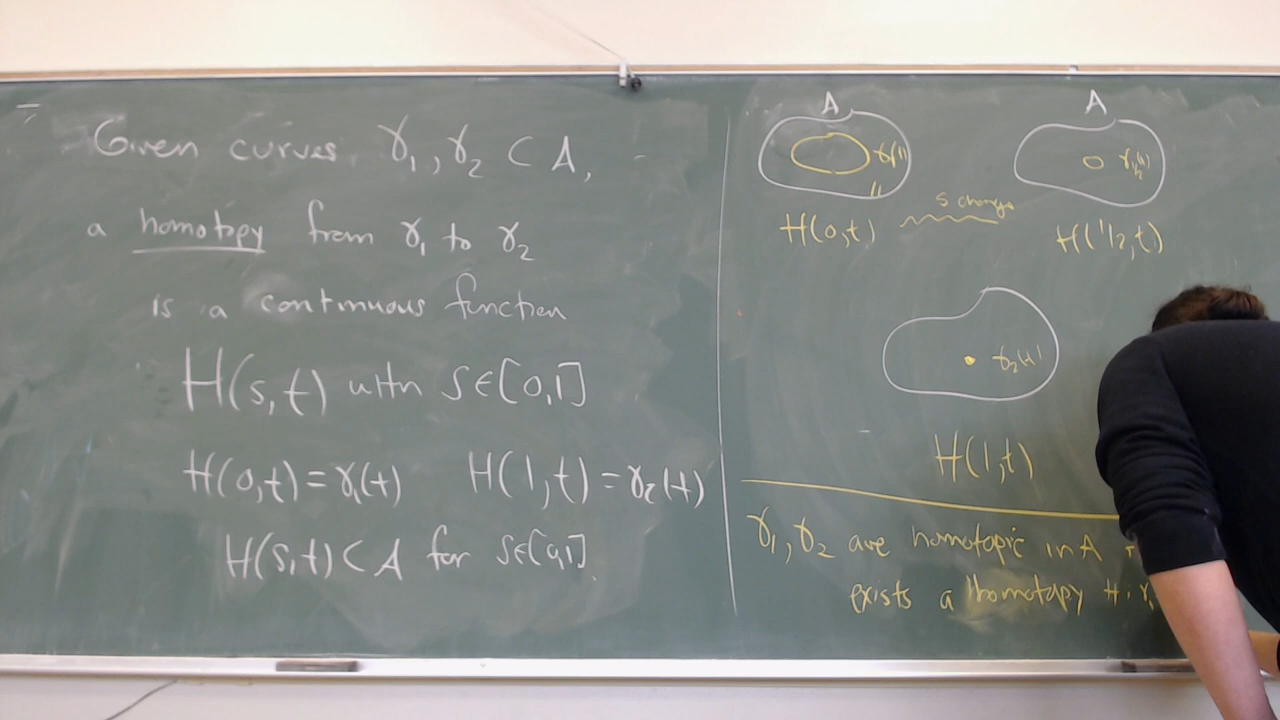 Given curves γ₁, γ₂ ⊂ A,
a homotopy from γ₁ to γ₂
is a continuous function
H(s,t) with S∈[0,1]
H(0,t)=γ₁(t) H(1,t)=γ₂(t)
H(s,t)⊂A for s∈[0,1].
A
H(0,t)
s changes
A
γ½(t)
H(1/2,t)
γ₂(t)
H(1,t)
γ₁, γ₂ are homotopic in A
exists a homotopy H: γ₁